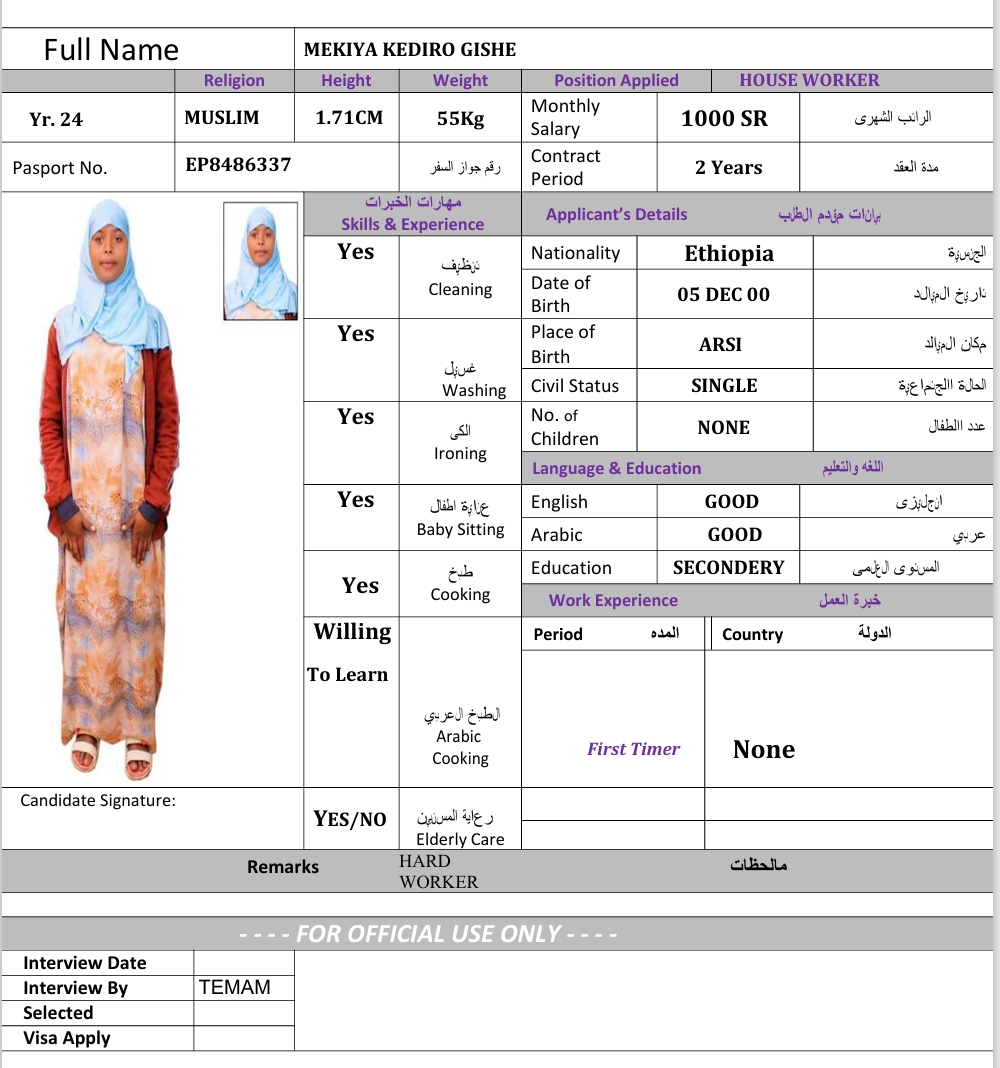 Full Name MEKIYA KEDIRO GISHE
Religion Height Weight Position Applied HOUSE WORKER
Yr. 24 MUSLIM 1.71CM 55Kg Monthly Salary 1000 SR الراتب الشهرى
Pasport No. EP8486337 رقم جواز السفر Contract Period 2 Years مدة العقد
مهارات الخبرات
Skills & Experience
Yes تنظيف
Cleaning
Yes غسيل
Washing
Yes الكى
Ironing
Yes عناية اطفال
Baby Sitting
Yes طبخ
Cooking
Willing
To Learn
الطبخ العربي
Arabic
Cooking
YES/NO رعاية المسنين
Elderly Care
Applicant's Details بيانات مقدم الطلب
Nationality Ethiopia الجنسية
Date of
Birth 05 DEC 00 تاريخ الميالد
Place of
Birth ARSI مكان الميالد
Civil Status SINGLE الحالة االجتماعية
No. of
Children NONE عدد االطفال
Language & Education اللغه والتعليم
English GOOD انجليزى
Arabic GOOD عربي
Education SECONDERY المستوى العلمى
Work Experience خبرة العمل
Period المده Country الدولة
First Timer None
Candidate Signature:
Remarks HARD
WORKER مالحظات
- - - - FOR OFFICIAL USE ONLY - - - -
Interview Date
Interview By TEMAM
Selected
Visa Apply